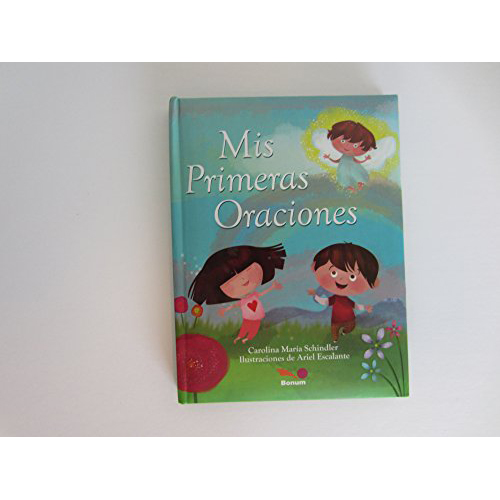 Mis
Primeras
Oraciones
Carolina María Schindler
Ilustraciones de Ariel Escalante
Bonum